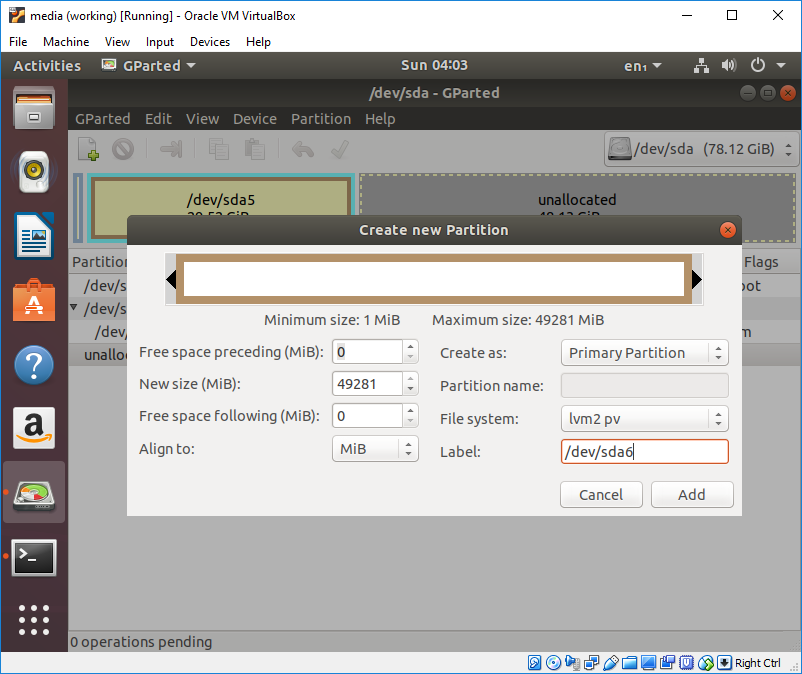 media (working) [Running] - Oracle VM VirtualBox
File Machine View Input Devices Help
Activities GParted Sun 04:03 en₁
/dev/sda - GParted
GParted Edit View Device Partition Help
/dev/sda (78.12 GiB)
/dev/sda5 unallocated
Create new Partition
Partition Flags
/dev/s
/dev/s
/dev/
unalloc
Minimum size: 1 MiB Maximum size: 49281 MiB
Free space preceding (MiB): 0 Create as: Primary Partition
New size (MiB): 49281 Partition name:
Free space following (MiB): 0 File system: lvm2 pv
Align to: MiB Label: /dev/sda6
Cancel Add
0 operations pending
Right Ctrl